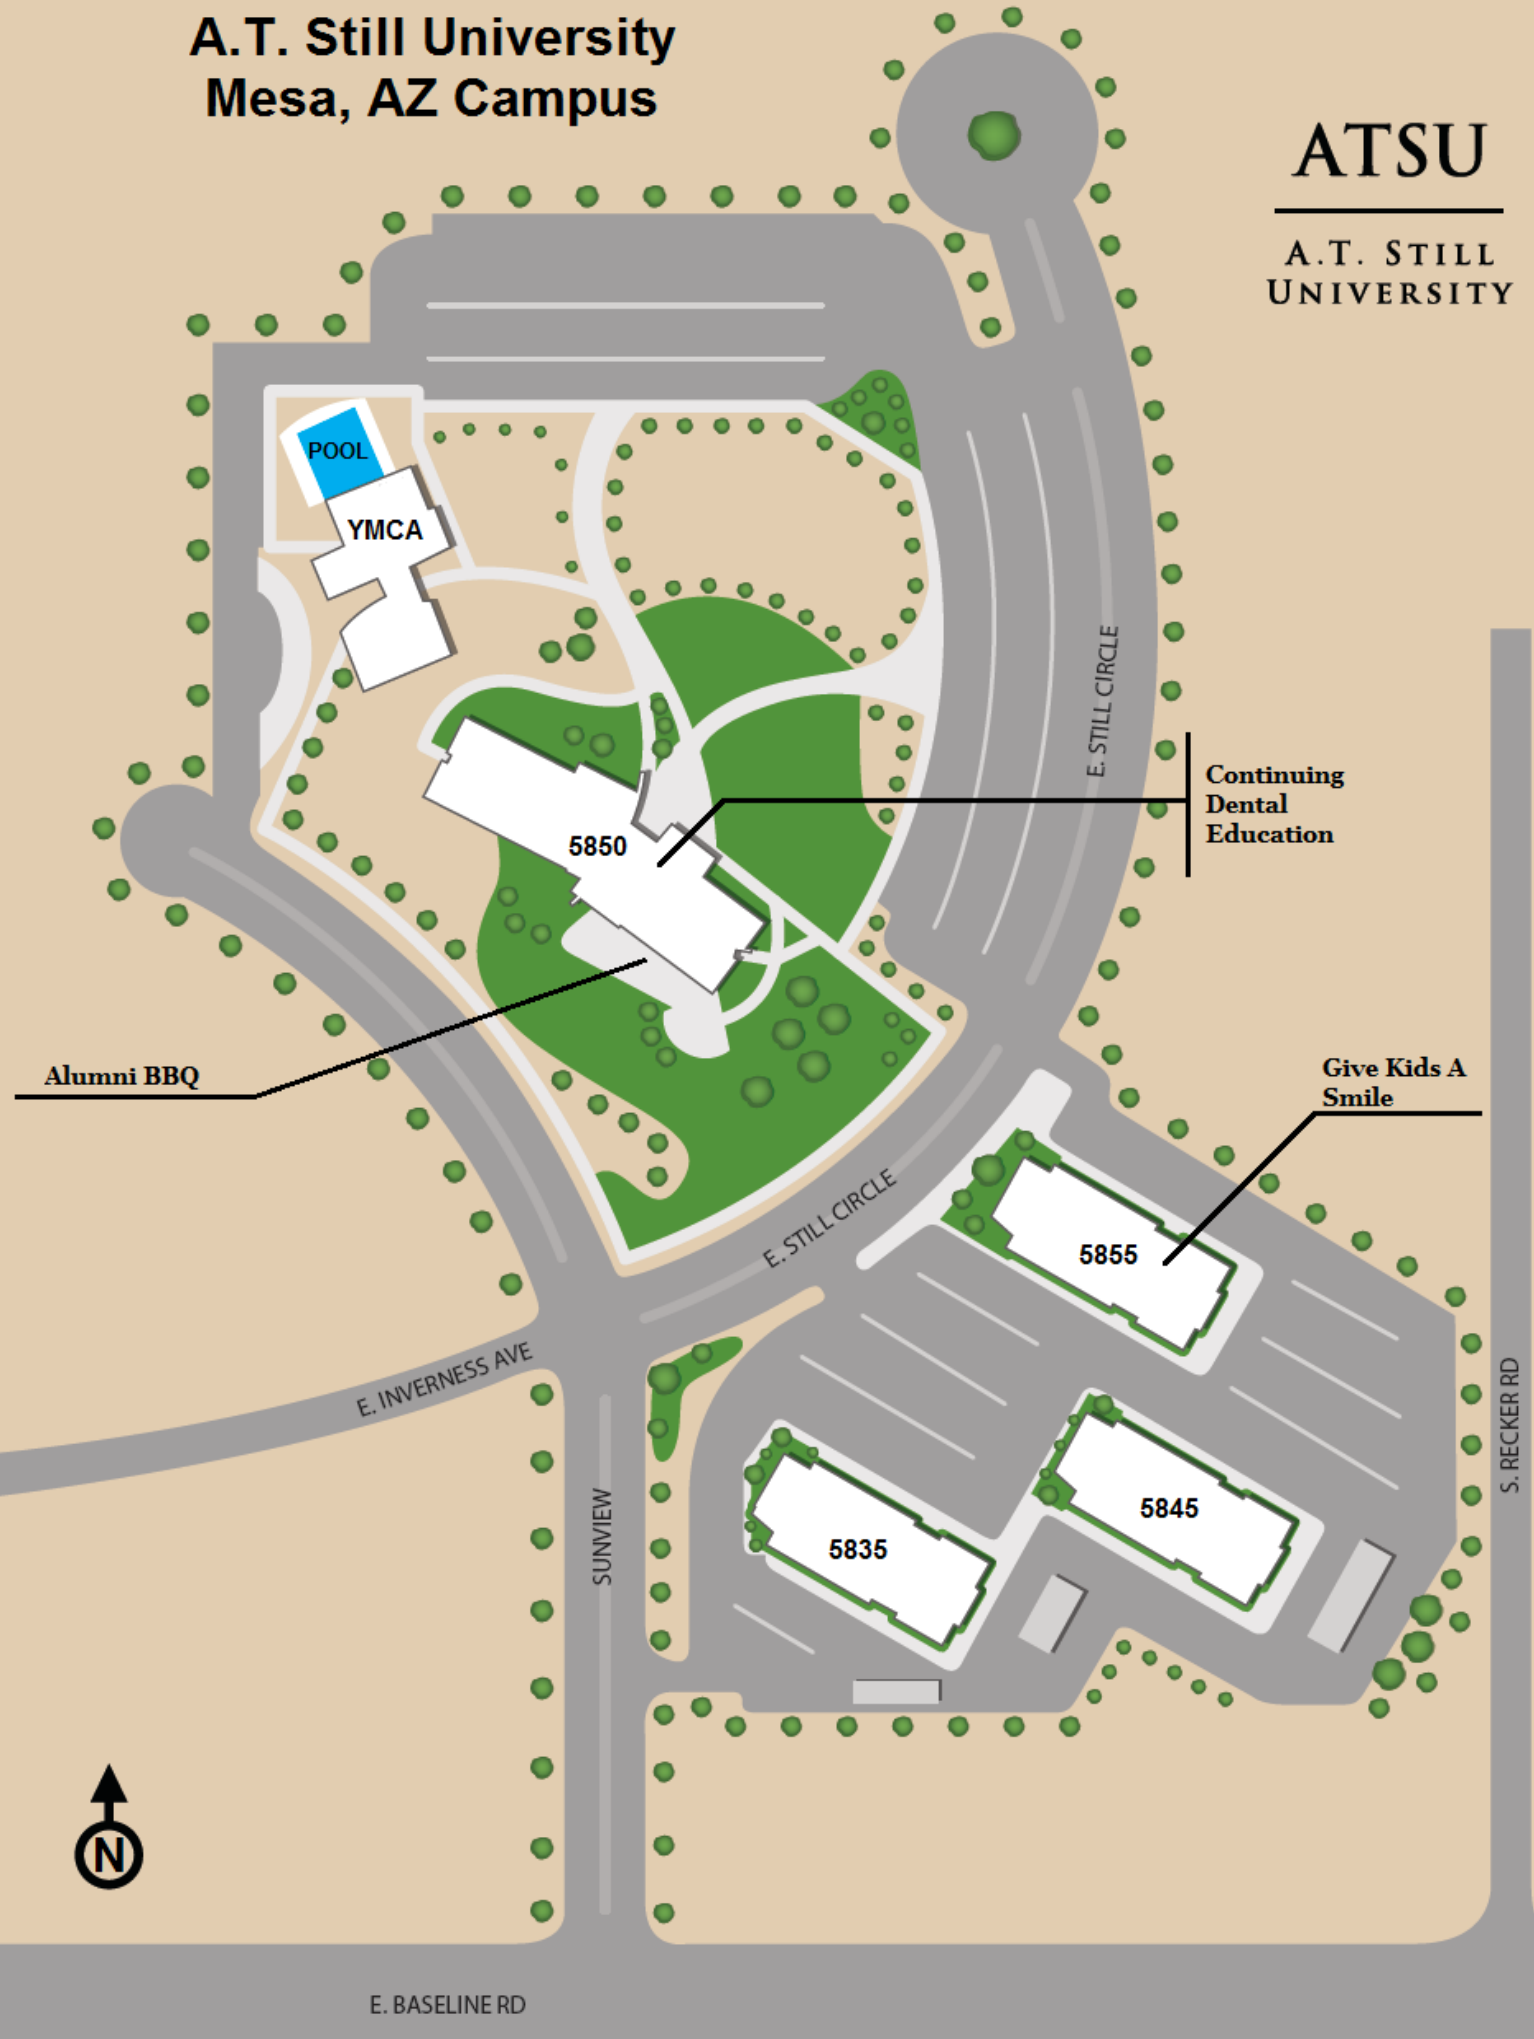 A.T. Still University
Mesa, AZ Campus
ATSU
A.T. STILL
UNIVERSITY
POOL
YMCA
E. STILL CIRCLE
Continuing
Dental
Education
5850
Alumni BBQ
Give Kids A
Smile
E. STILL CIRCLE
5855
E. INVERNESS AVE
S. RECKER RD
SUNVIEW
5845
5835
N
E. BASELINE RD